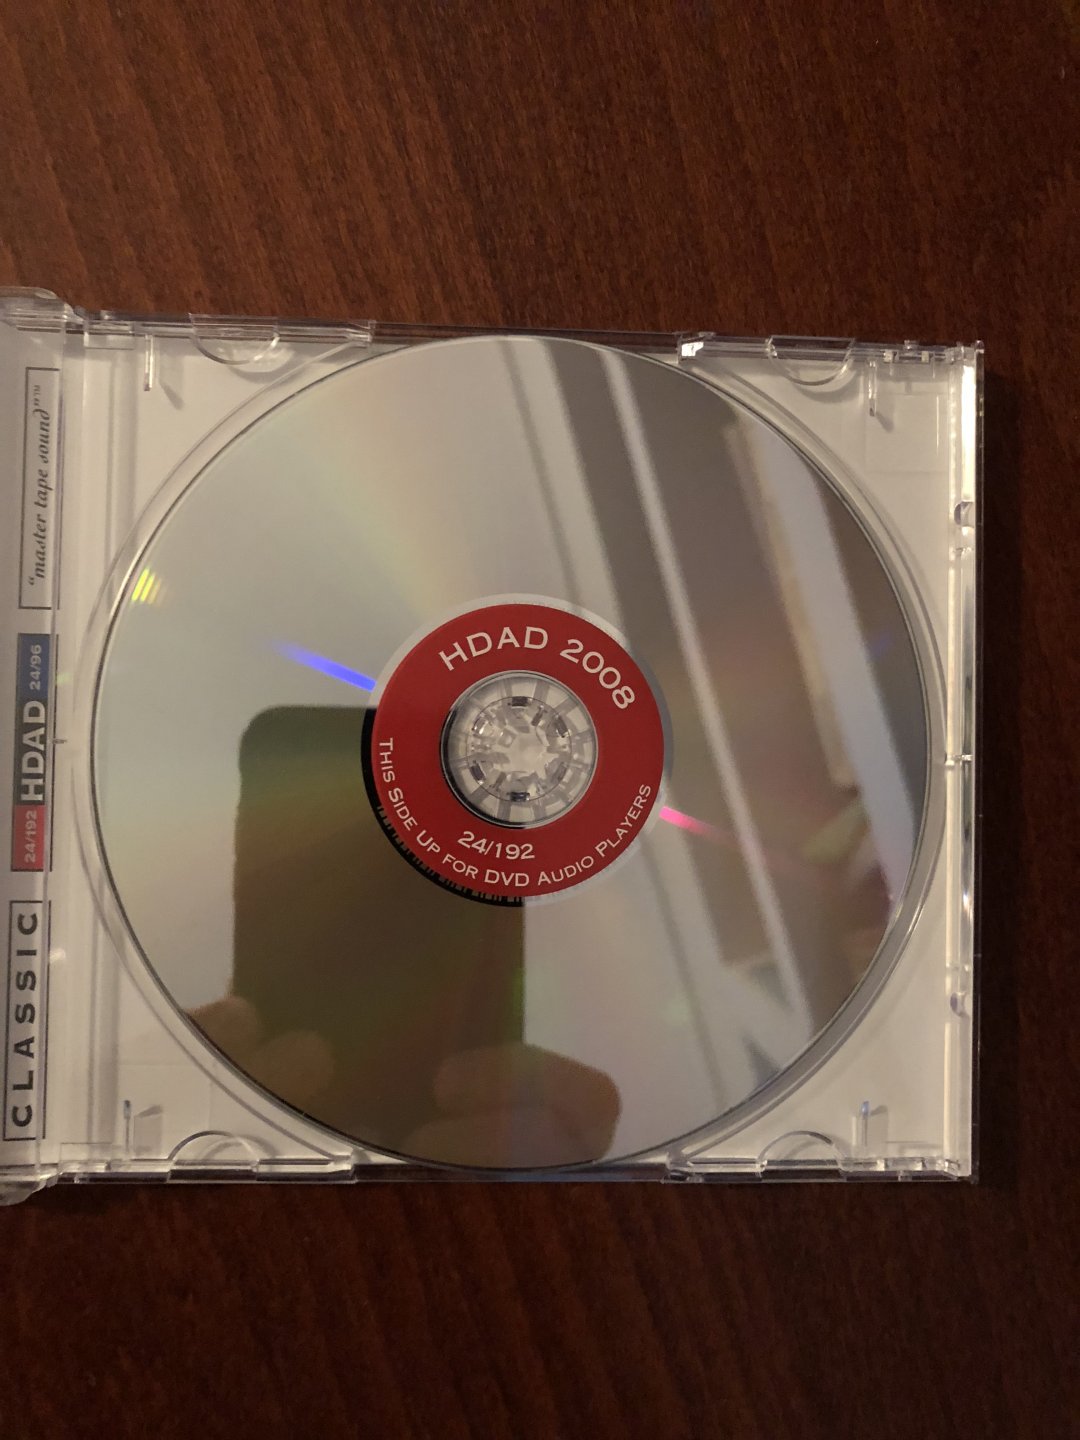 HDAD 2008
24/192
THIS SIDE UP FOR DVD AUDIO PLAYERS
CLASSIC
24/192 HDAD 24/96
"master tape sound"™